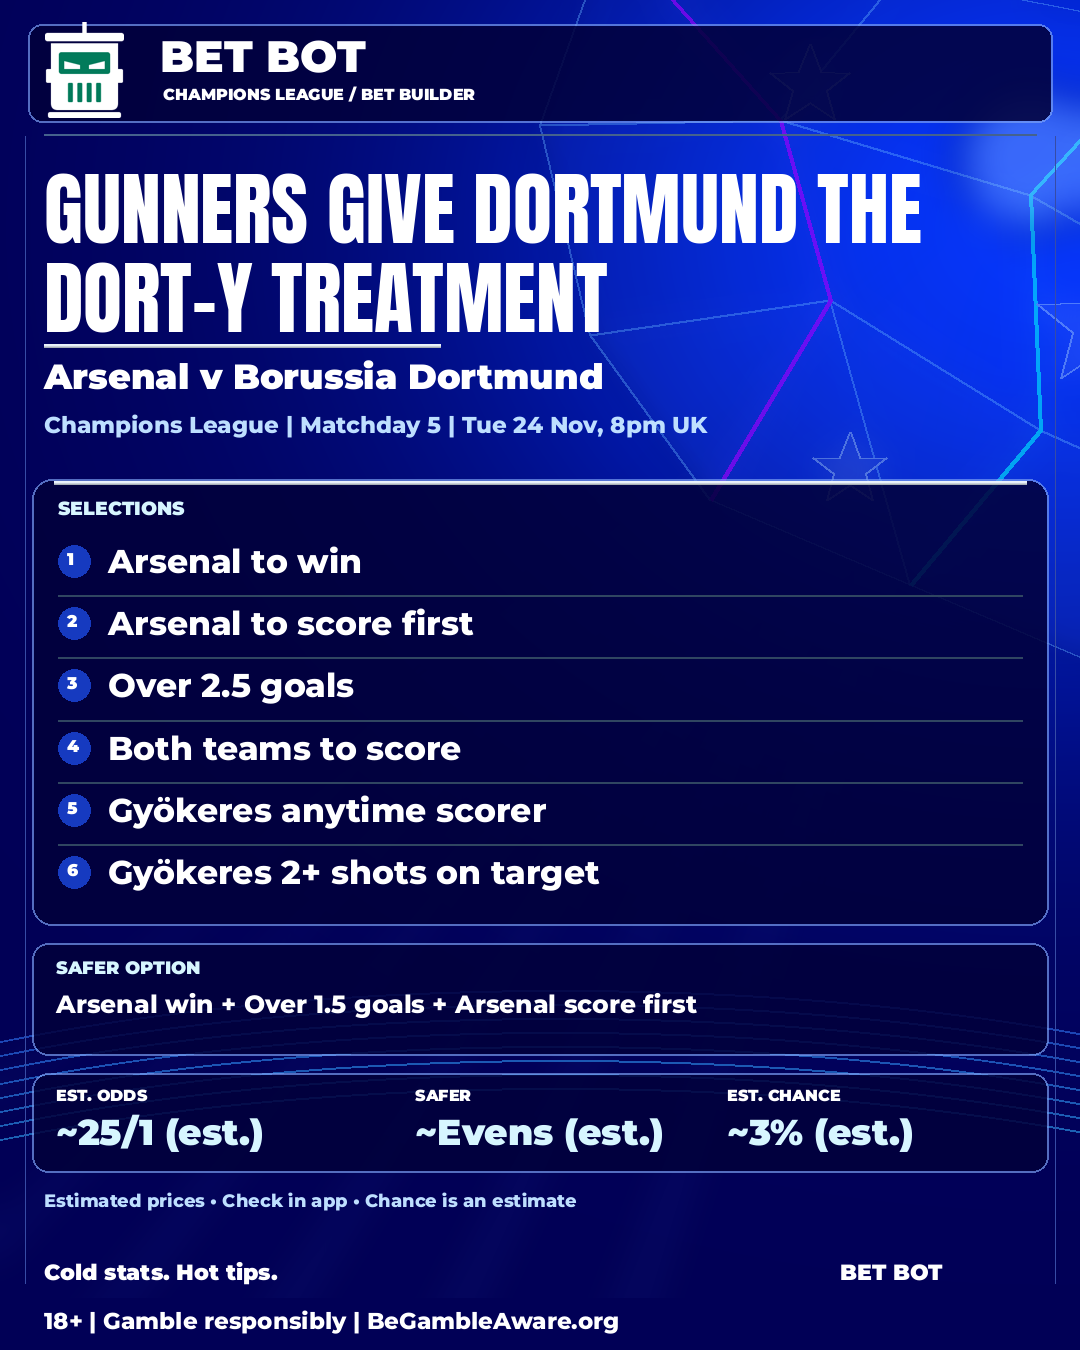 BET BOT
CHAMPIONS LEAGUE / BET BUILDER
GUNNERS GIVE DORTMUND THE
DORT-Y TREATMENT
Arsenal v Borussia Dortmund
Champions League | Matchday 5 | Tue 24 Nov, 8pm UK
SELECTIONS
1 Arsenal to win
2 Arsenal to score first
3 Over 2.5 goals
4 Both teams to score
5 Gyökeres anytime scorer
6 Gyökeres 2+ shots on target
SAFER OPTION
Arsenal win + Over 1.5 goals + Arsenal score first
EST. ODDS SAFER EST. CHANCE
~25/1 (est.) ~Evens (est.) ~3% (est.)
Estimated prices • Check in app • Chance is an estimate
Cold stats. Hot tips. BET BOT
18+ | Gamble responsibly | BeGambleAware.org